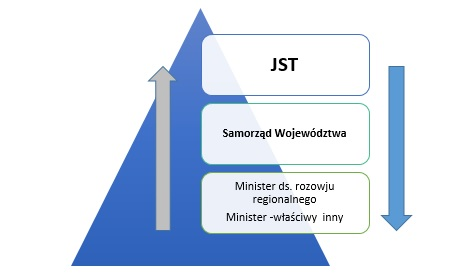 JST
Samorząd Województwa
Minister ds. rozowju
regionalnego
Minister -właściwy inny